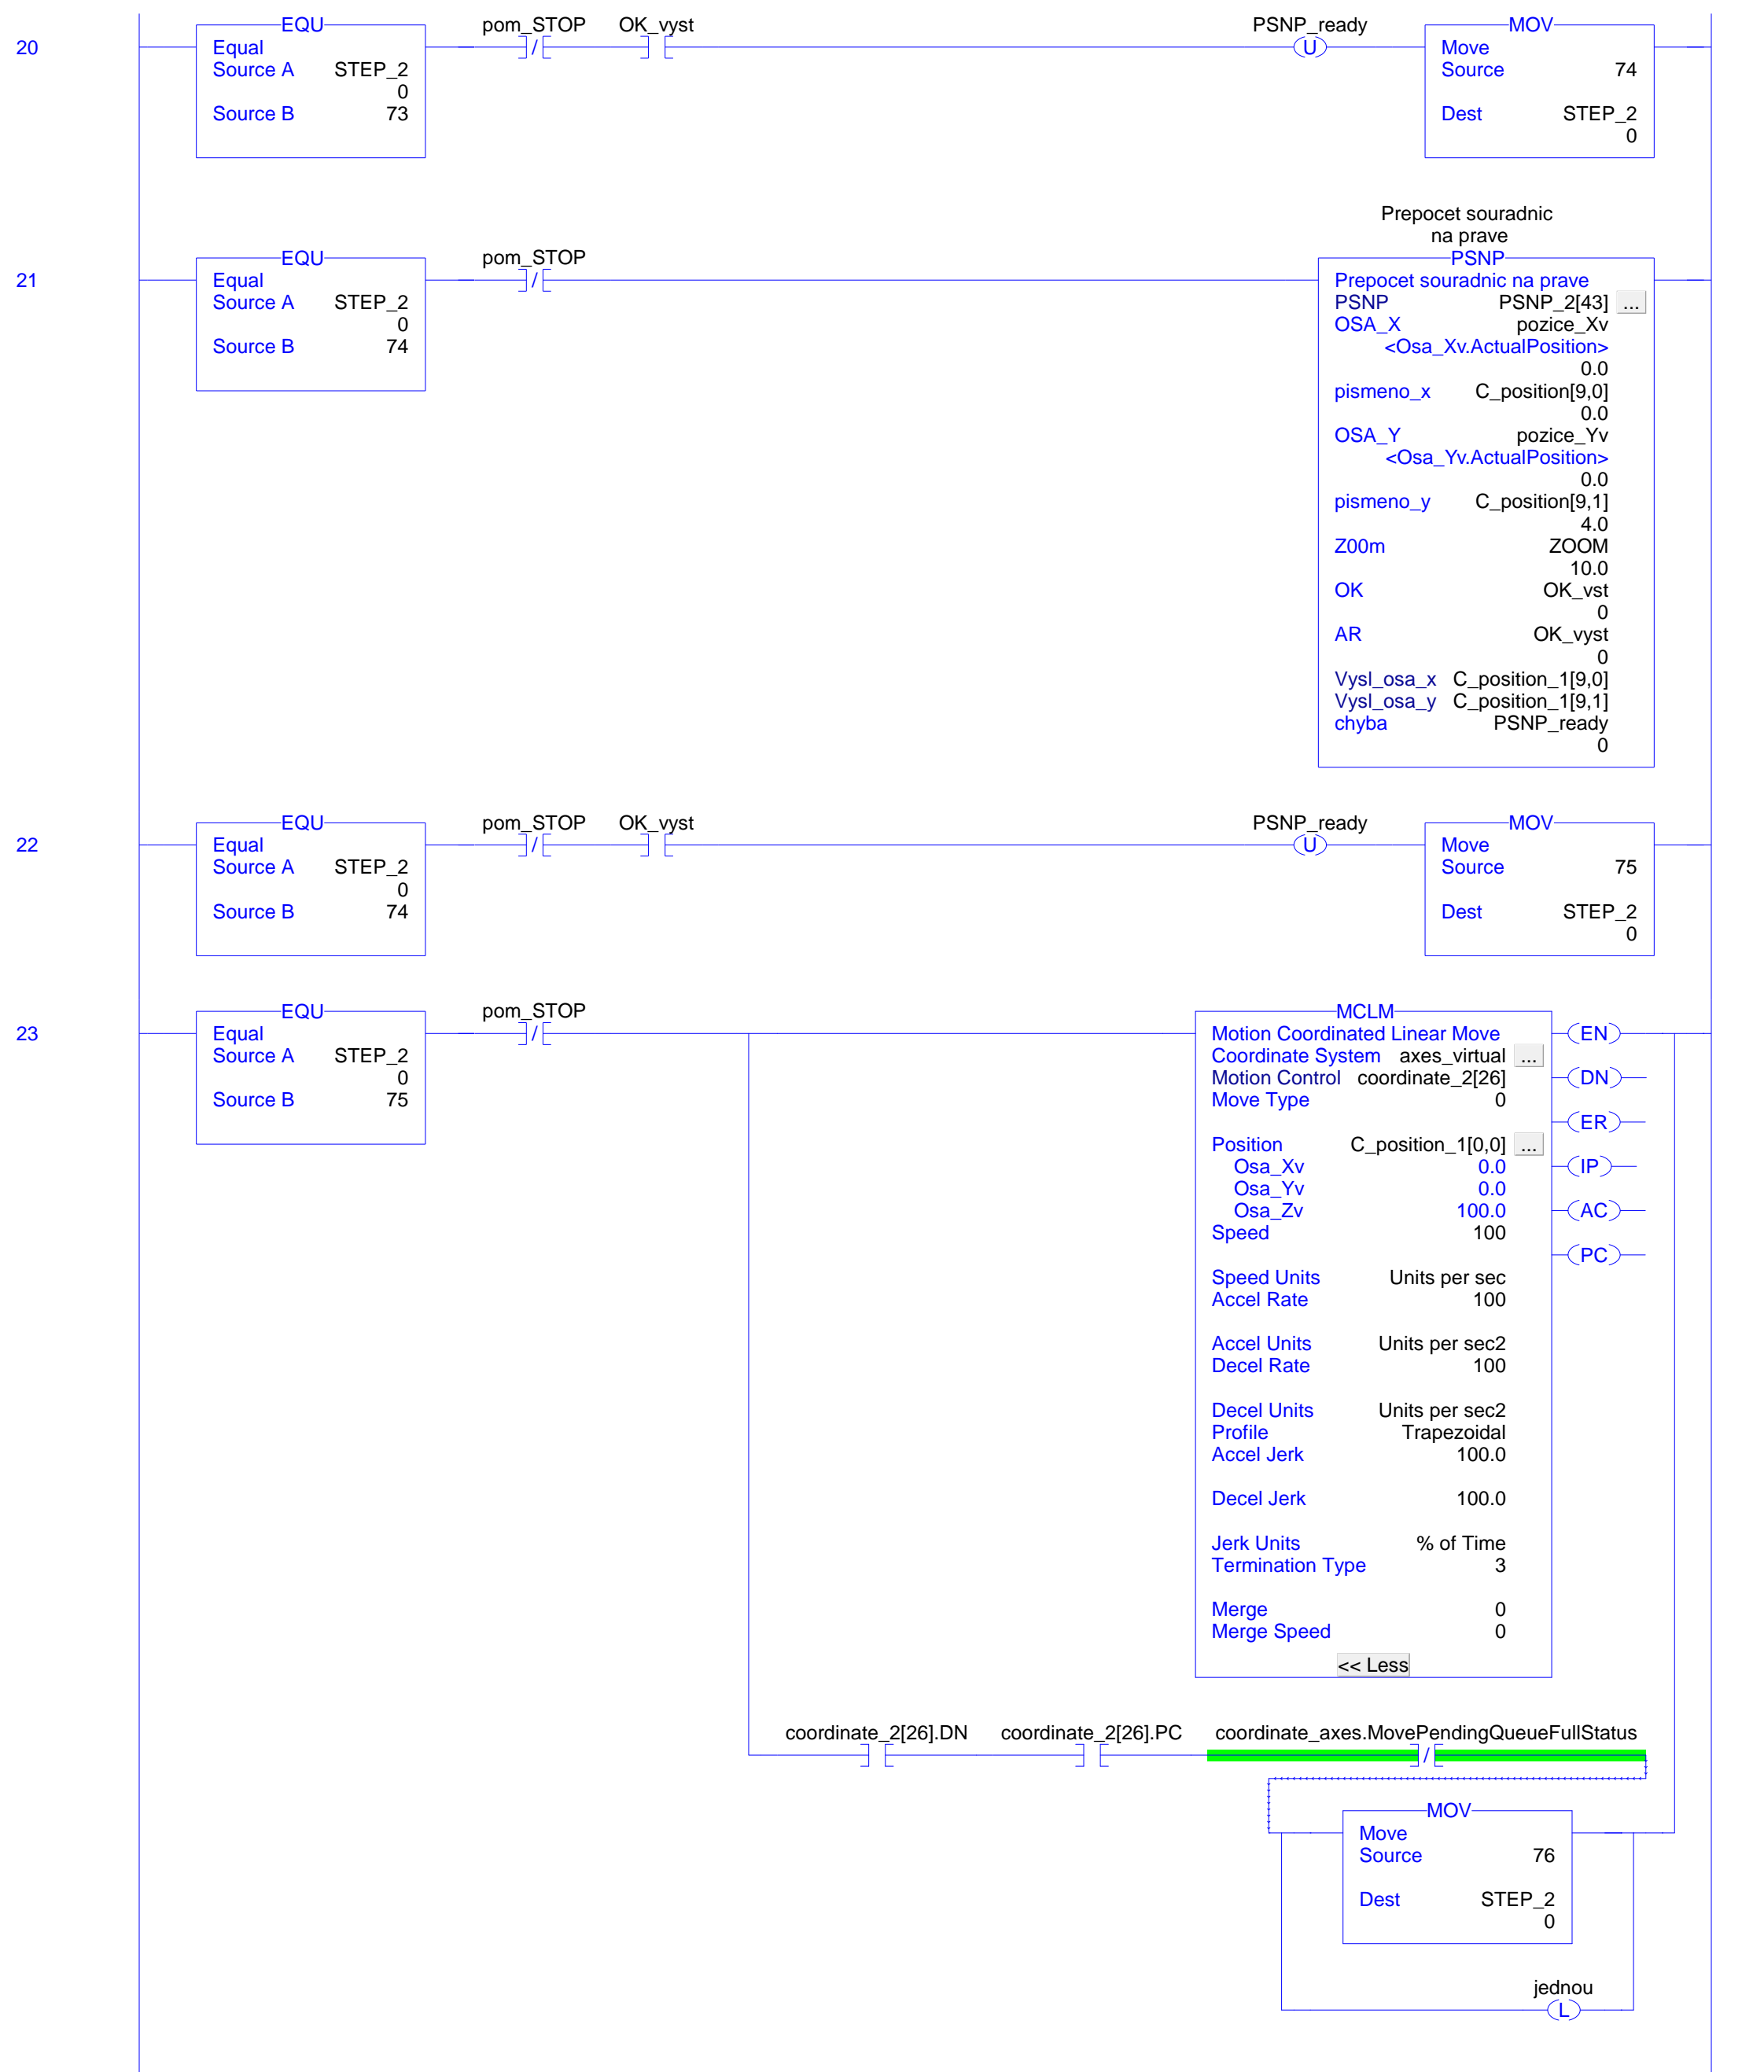 EQU pom_STOP OK_vyst PSNP_ready MOV
20 Equal / U Move
Source A STEP_2 Source 74
0
Source B 73 Dest STEP_2
0
Prepocet souradnic
na prave
EQU pom_STOP PSNP
21 Equal / Prepocet souradnic na prave
Source A STEP_2 PSNP PSNP_2[43] ...
0 OSA_X pozice_Xv
Source B 74 <Osa_Xv.ActualPosition>
0.0
pismeno_x C_position[9,0]
0.0
OSA_Y pozice_Yv
<Osa_Yv.ActualPosition>
0.0
pismeno_y C_position[9,1]
4.0
Z00m ZOOM
10.0
OK OK_vst
0
AR OK_vyst
0
Vysl_osa_x C_position_1[9,0]
Vysl_osa_y C_position_1[9,1]
chyba PSNP_ready
0
EQU pom_STOP OK_vyst PSNP_ready MOV
22 Equal / U Move
Source A STEP_2 Source 75
0
Source B 74 Dest STEP_2
0
EQU pom_STOP MCLM
23 Equal / Motion Coordinated Linear Move EN
Source A STEP_2 Coordinate System axes_virtual ...
0 Motion Control coordinate_2[26] DN
Source B 75 Move Type 0
ER
Position C_position_1[0,0] ...
Osa_Xv 0.0 IP
Osa_Yv 0.0
Osa_Zv 100.0 AC
Speed 100
PC
Speed Units Units per sec
Accel Rate 100
Accel Units Units per sec2
Decel Rate 100
Decel Units Units per sec2
Profile Trapezoidal
Accel Jerk 100.0
Decel Jerk 100.0
Jerk Units % of Time
Termination Type 3
Merge 0
Merge Speed 0
<< Less
coordinate_2[26].DN coordinate_2[26].PC coordinate_axes.MovePendingQueueFullStatus
/
MOV
Move
Source 76
Dest STEP_2
0
jednou
L